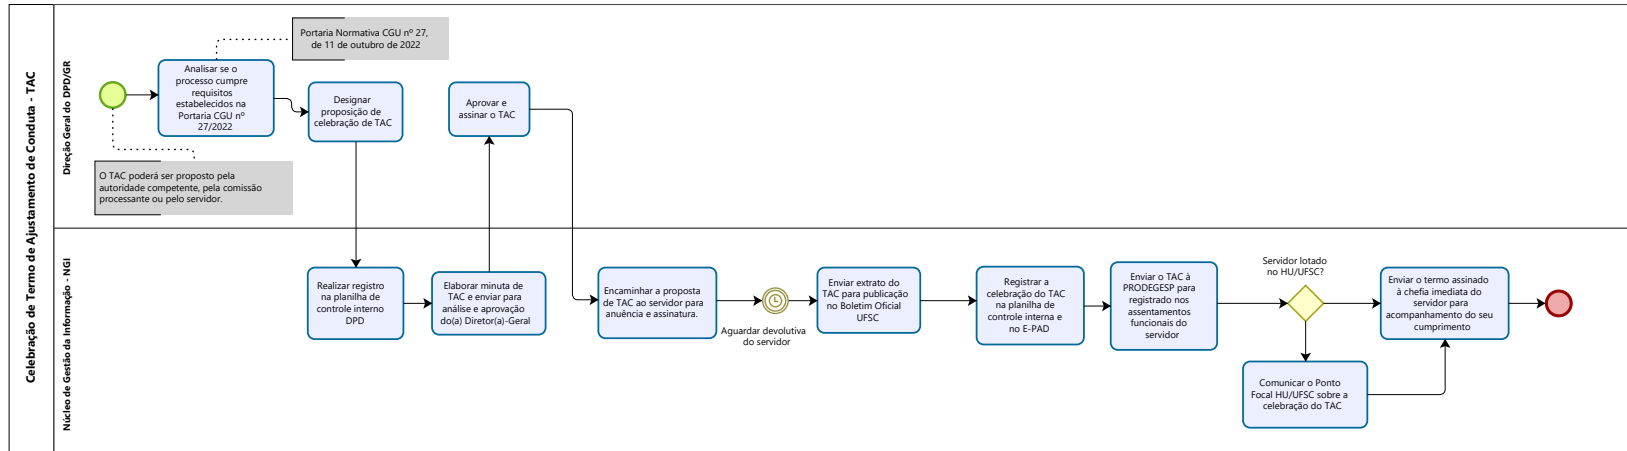 Celebração de Termo de Ajustamento de Conduta - TAC
Direção Geral do DPD/GR
Portaria Normativa CGU nº 27,
de 11 de outubro de 2022
Analisar se o
processo cumpre
requisitos
estabelecidos na
Portaria CGU nº
27/2022
Designar
proposição de
celebração de TAC
Aprovar e
assinar o TAC
O TAC poderá ser proposto pela
autoridade competente, pela comissão
processante ou pelo servidor.
Núcleo de Gestão da Informação - NGI
Realizar registro
na planilha de
controle interno
DPD
Elaborar minuta de
TAC e enviar para
análise e aprovação
do(a) Diretor(a)-Geral
Encaminhar a proposta
de TAC ao servidor para
anuência e assinatura.
Aguardar devolutiva
do servidor
Enviar extrato do
TAC para publicação
no Boletim Oficial
UFSC
Registrar a
celebração do TAC
na planilha de
controle interna e
no E-PAD
Enviar o TAC à
PRODEGESP para
registrado nos
assentamentos
funcionais do
servidor
Servidor lotado
no HU/UFSC?
Comunicar o Ponto
Focal HU/UFSC sobre a
celebração do TAC
Enviar o termo assinado
à chefia imediata do
servidor para
acompanhamento do seu
cumprimento